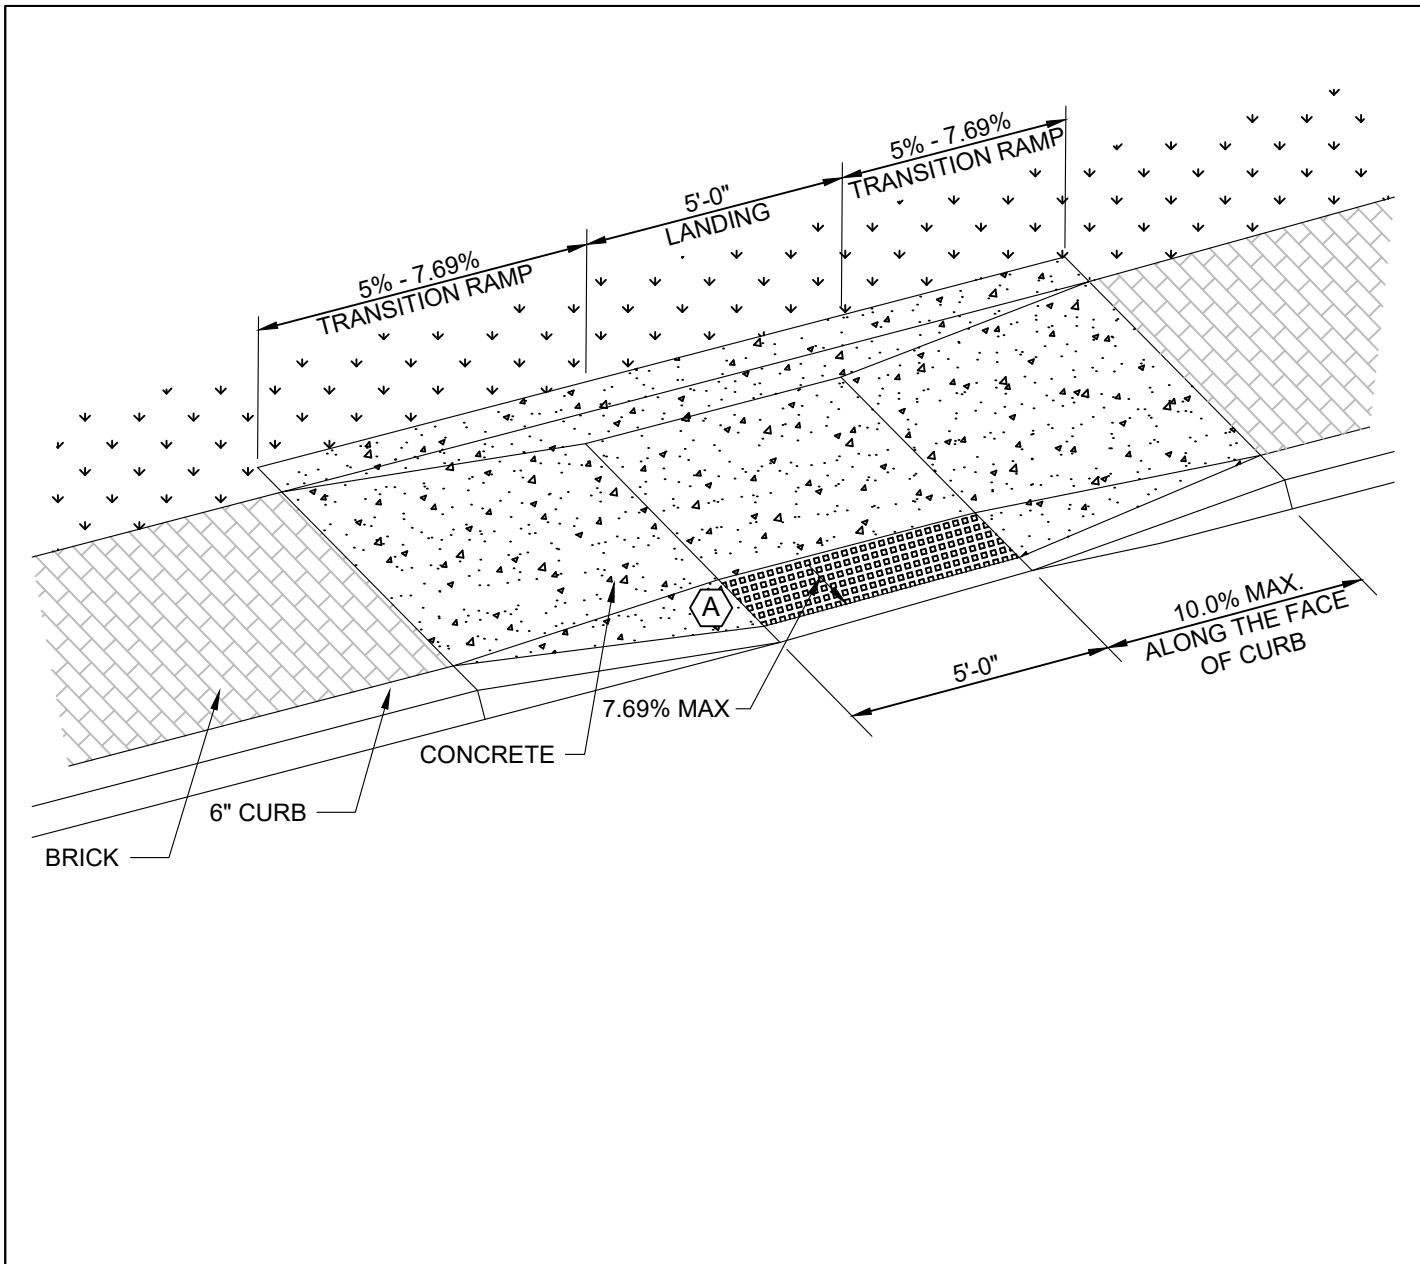 5% - 7.69%
TRANSITION RAMP
5'-0"
LANDING
5% - 7.69%
TRANSITION RAMP
A
7.69% MAX
5'-0"
10.0% MAX.
ALONG THE FACE
OF CURB
CONCRETE
6" CURB
BRICK